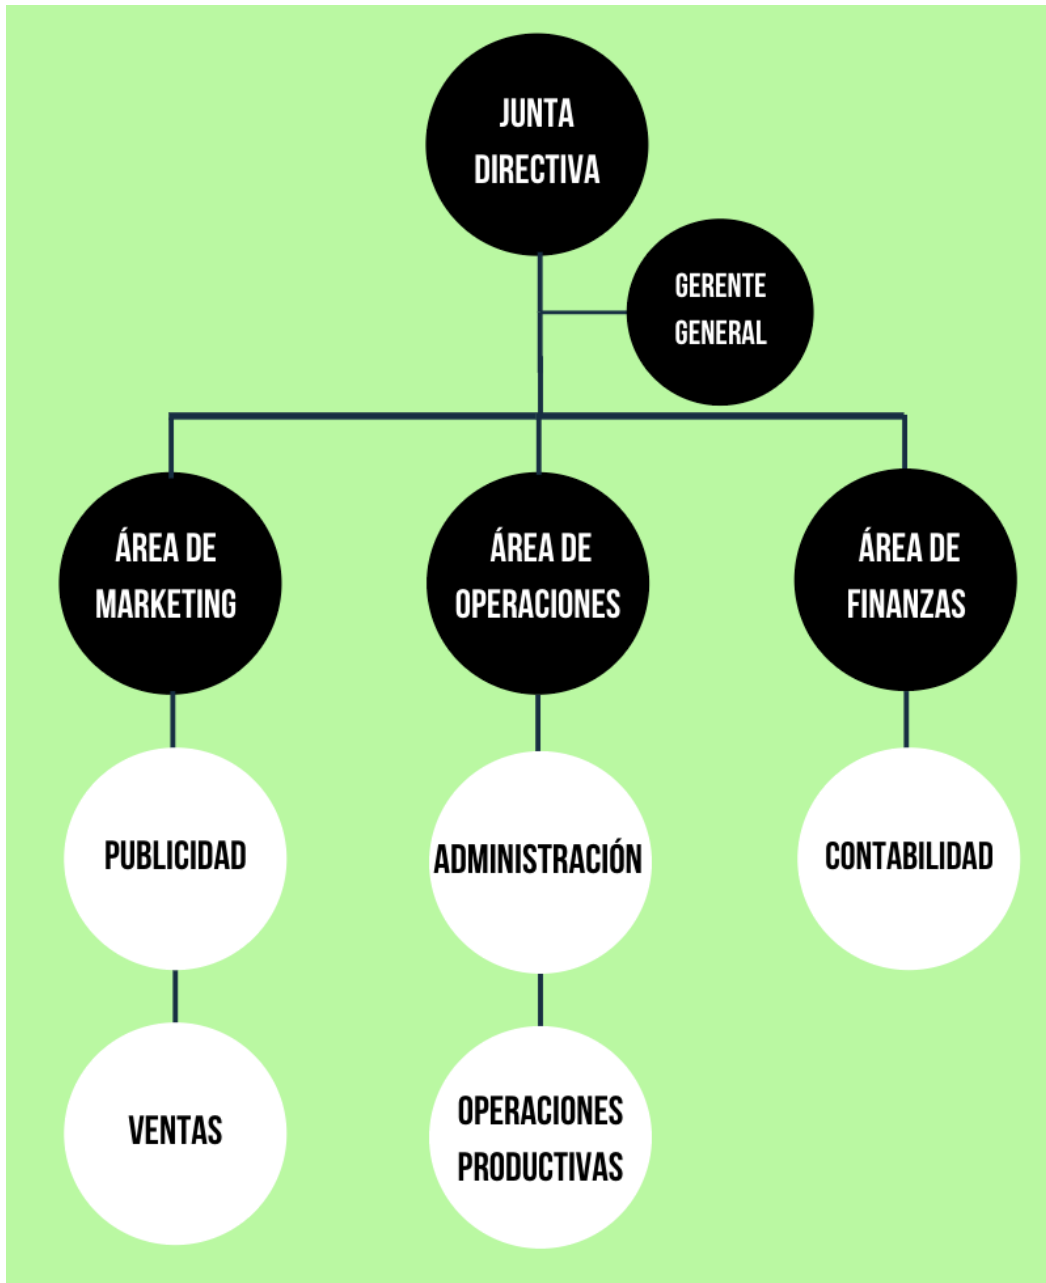 JUNTA
DIRECTIVA
GERENTE
GENERAL
ÁREA DE
MARKETING
ÁREA DE
OPERACIONES
ÁREA DE
FINANZAS
PUBLICIDAD
ADMINISTRACIÓN
CONTABILIDAD
VENTAS
OPERACIONES
PRODUCTIVAS